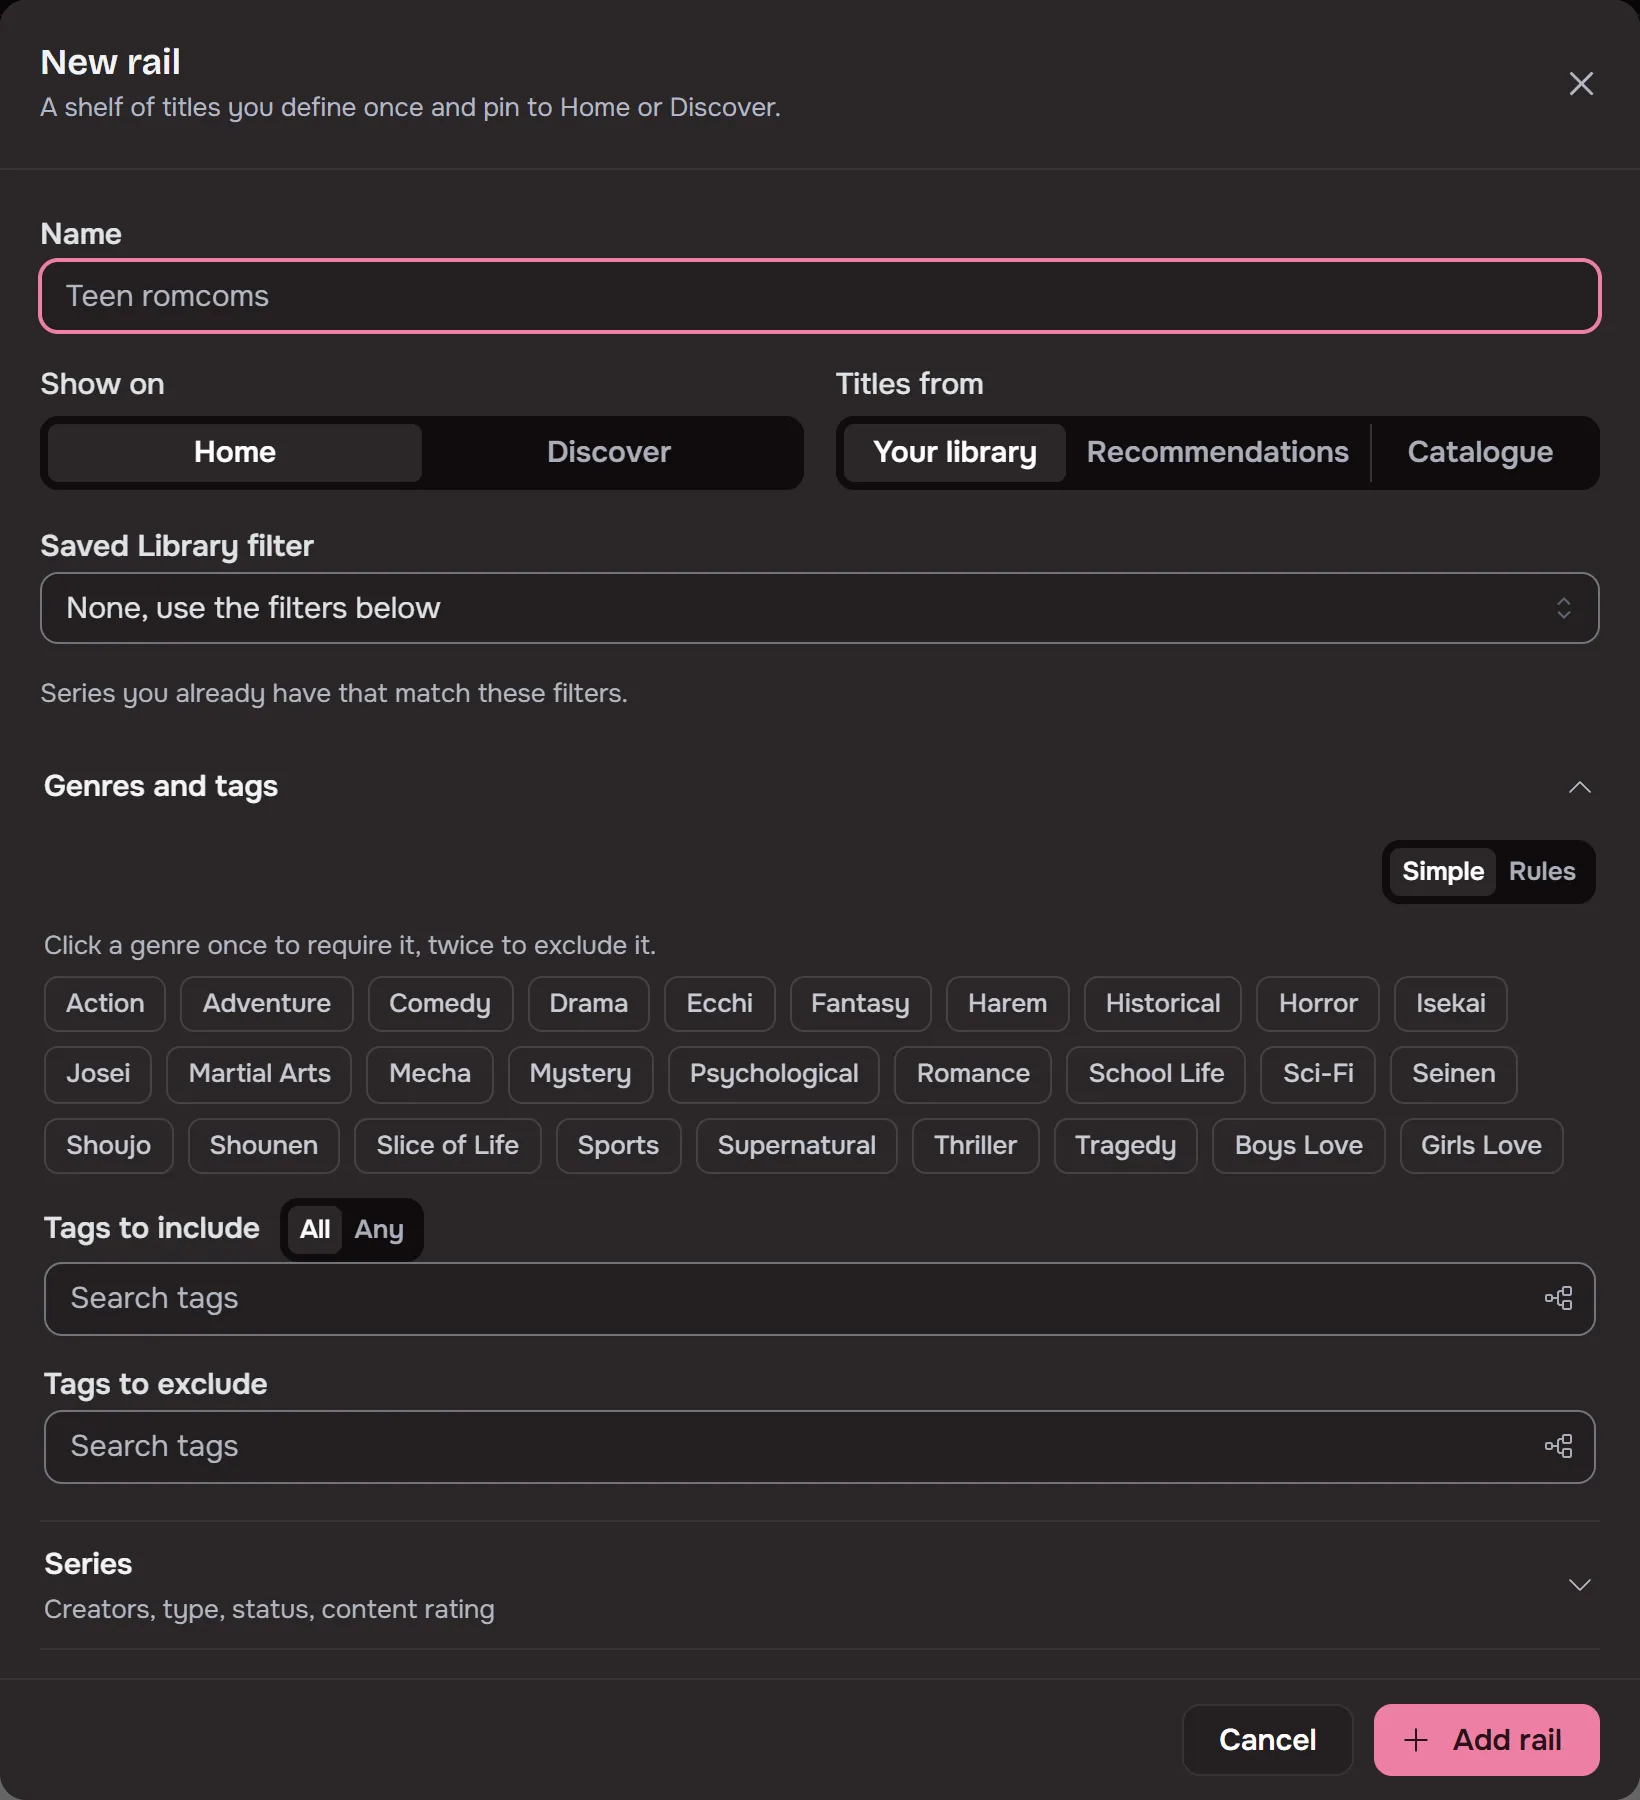 New rail
A shelf of titles you define once and pin to Home or Discover.
Name
Teen romcoms
Show on
Titles from
Home Discover
Your library Recommendations Catalogue
Saved Library filter
None, use the filters below
Series you already have that match these filters.
Genres and tags
Simple Rules
Click a genre once to require it, twice to exclude it.
Action Adventure Comedy Drama Ecchi Fantasy Harem Historical Horror Isekai
Josei Martial Arts Mecha Mystery Psychological Romance School Life Sci-Fi Seinen
Shoujo Shounen Slice of Life Sports Supernatural Thriller Tragedy Boys Love Girls Love
Tags to include All Any
Search tags
Tags to exclude
Search tags
Series
Creators, type, status, content rating
Cancel Add rail